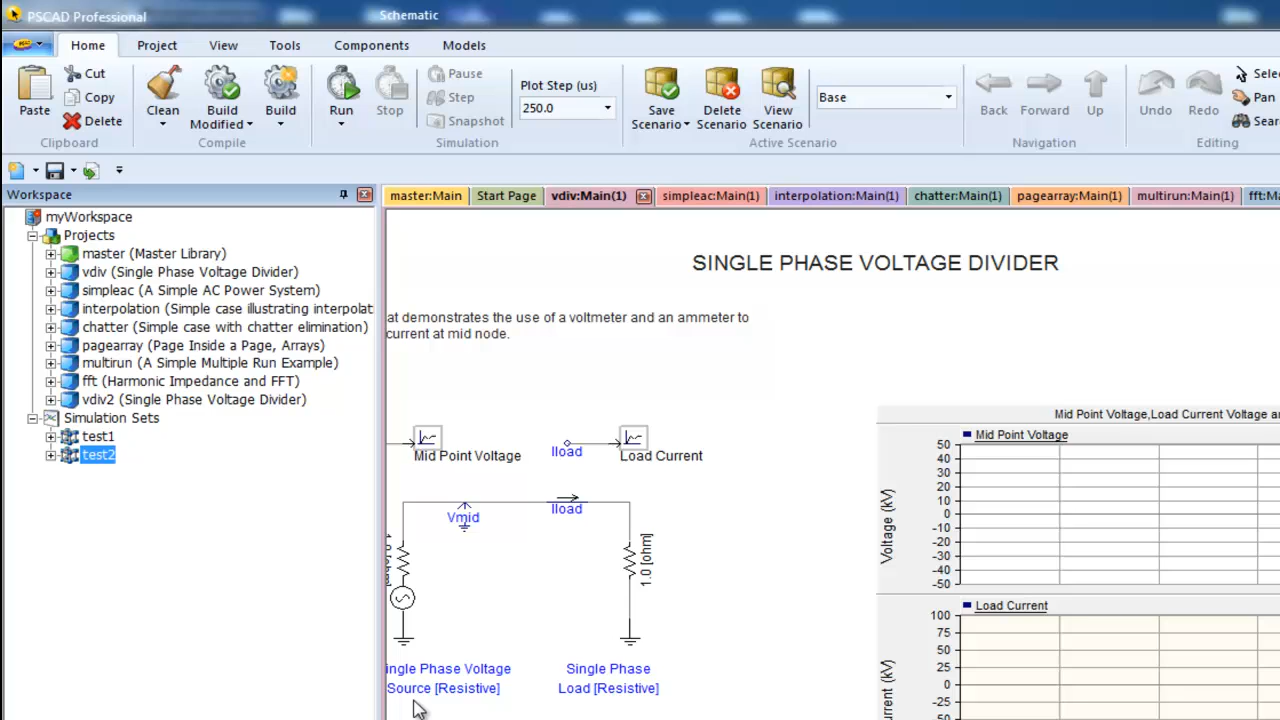 PSCAD Professional
Schematic
Home
Project
View
Tools
Components
Models
Paste
Cut
Copy
Delete
Clipboard
Clean
Build
Modified
Build
Compile
Run
Stop
Pause
Step
Snapshot
Plot Step (us)
250.0
Simulation
Save
Scenario
Delete
Scenario
View
Scenario
Base
Active Scenario
Back
Forward
Up
Navigation
Undo
Redo
Pan
Editing
Workspace
master:Main
Start Page
vdiv:Main(1)
simpleac:Main(1)
interpolation:Main(1)
chatter:Main(1)
pagearray:Main(1)
multirun:Main(1)
fft:Ma
myWorkspace
Projects
master (Master Library)
vdiv (Single Phase Voltage Divider)
simpleac (A Simple AC Power System)
interpolation (Simple case illustrating interpolat
chatter (Simple case with chatter elimination)
pagearray (Page Inside a Page, Arrays)
multirun (A Simple Multiple Run Example)
fft (Harmonic Impedance and FFT)
vdiv2 (Single Phase Voltage Divider)
Simulation Sets
test1
test2
SINGLE PHASE VOLTAGE DIVIDER
at demonstrates the use of a voltmeter and an ammeter to
current at mid node.
Mid Point Voltage
Iload
Load Current
Vmid
Iload
1.0 [ohm]
1.0 [ohm]
ingle Phase Voltage
Source [Resistive]
Single Phase
Load [Resistive]
Mid Point Voltage,Load Current Voltage a
Mid Point Voltage
Voltage (kV)
50
40
30
20
10
0
-10
-20
-30
-40
-50
Load Current
urrent (kV)
100
75
50
25
0
-25
-50